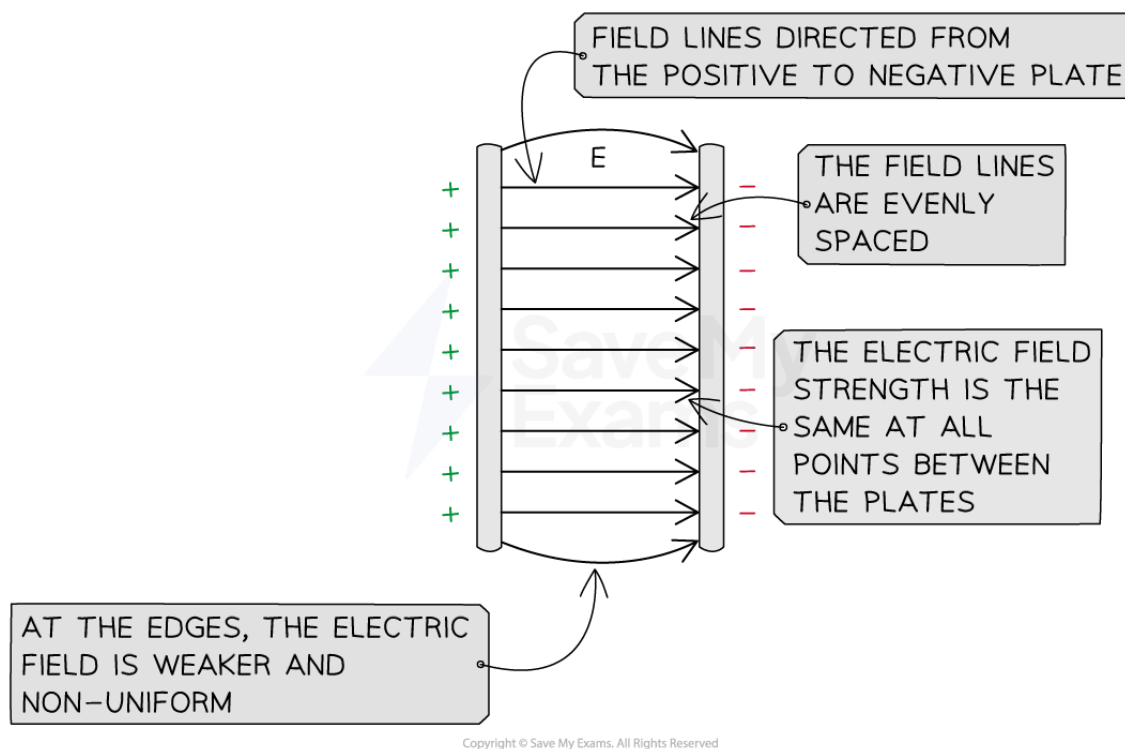 FIELD LINES DIRECTED FROM
THE POSITIVE TO NEGATIVE PLATE
E
THE FIELD LINES
ARE EVENLY
SPACED
THE ELECTRIC FIELD
STRENGTH IS THE
SAME AT ALL
POINTS BETWEEN
THE PLATES
Save My
Exams
AT THE EDGES, THE ELECTRIC
FIELD IS WEAKER AND
NON-UNIFORM
Copyright © Save My Exams. All Rights Reserved